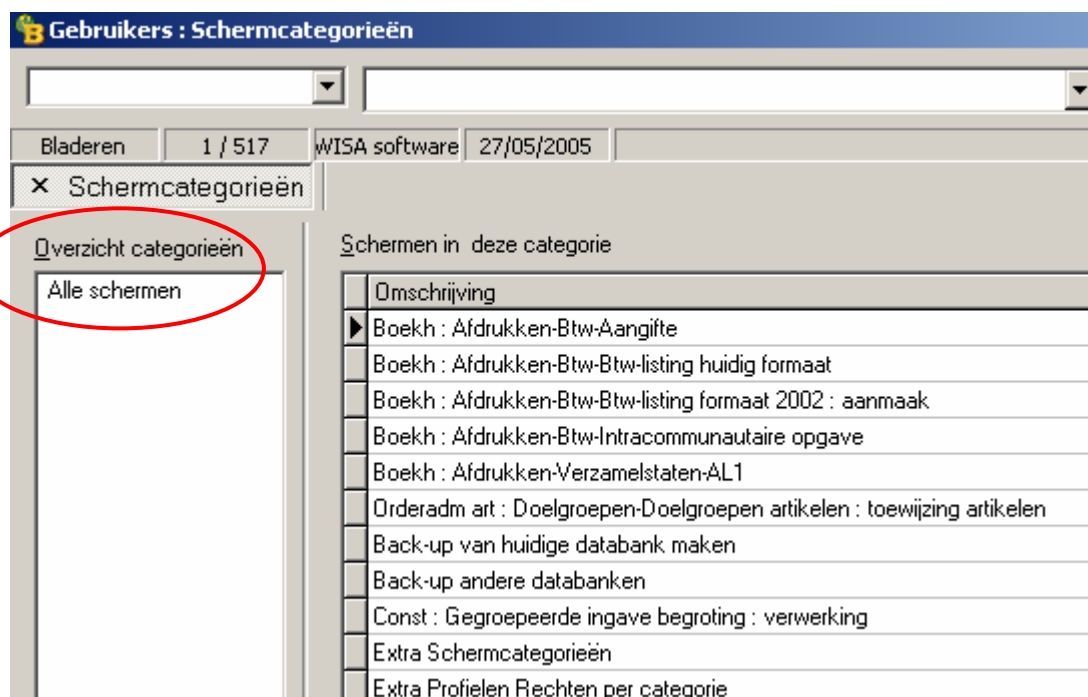 Gebruikers : Schermcategorieën
Bladeren 1 / 517 WISA software 27/05/2005
× Schermcategorieën
Overzicht categorieën
Alle schermen
Schermen in deze categorie
Omschrijving
Boekh : Afdrukken-Btw-Aangifte
Boekh : Afdrukken-Btw-Btw-listing huidig formaat
Boekh : Afdrukken-Btw-Btw-listing formaat 2002 : aanmaak
Boekh : Afdrukken-Btw-Intracommunautaire opgave
Boekh : Afdrukken-Verzamelstaten-AL1
Orderadm art : Doelgroepen-Doelgroepen artikelen : toewijzing artikelen
Back-up van huidige databank maken
Back-up andere databanken
Const : Gegroepeerde ingave begroting : verwerking
Extra Schermcategorieën
Extra Profielen Rechten per categorie